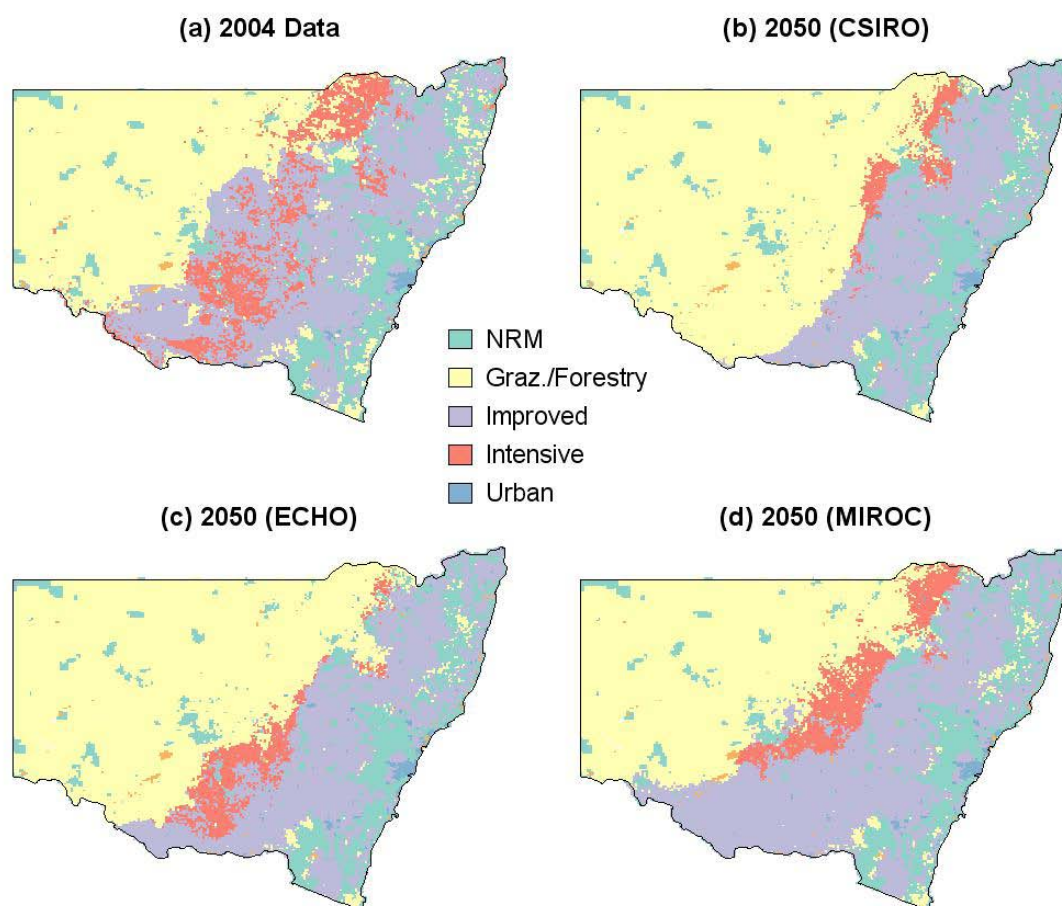 (a) 2004 Data
(b) 2050 (CSIRO)
NRM
Graz./Forestry
Improved
Intensive
Urban
(c) 2050 (ECHO)
(d) 2050 (MIROC)